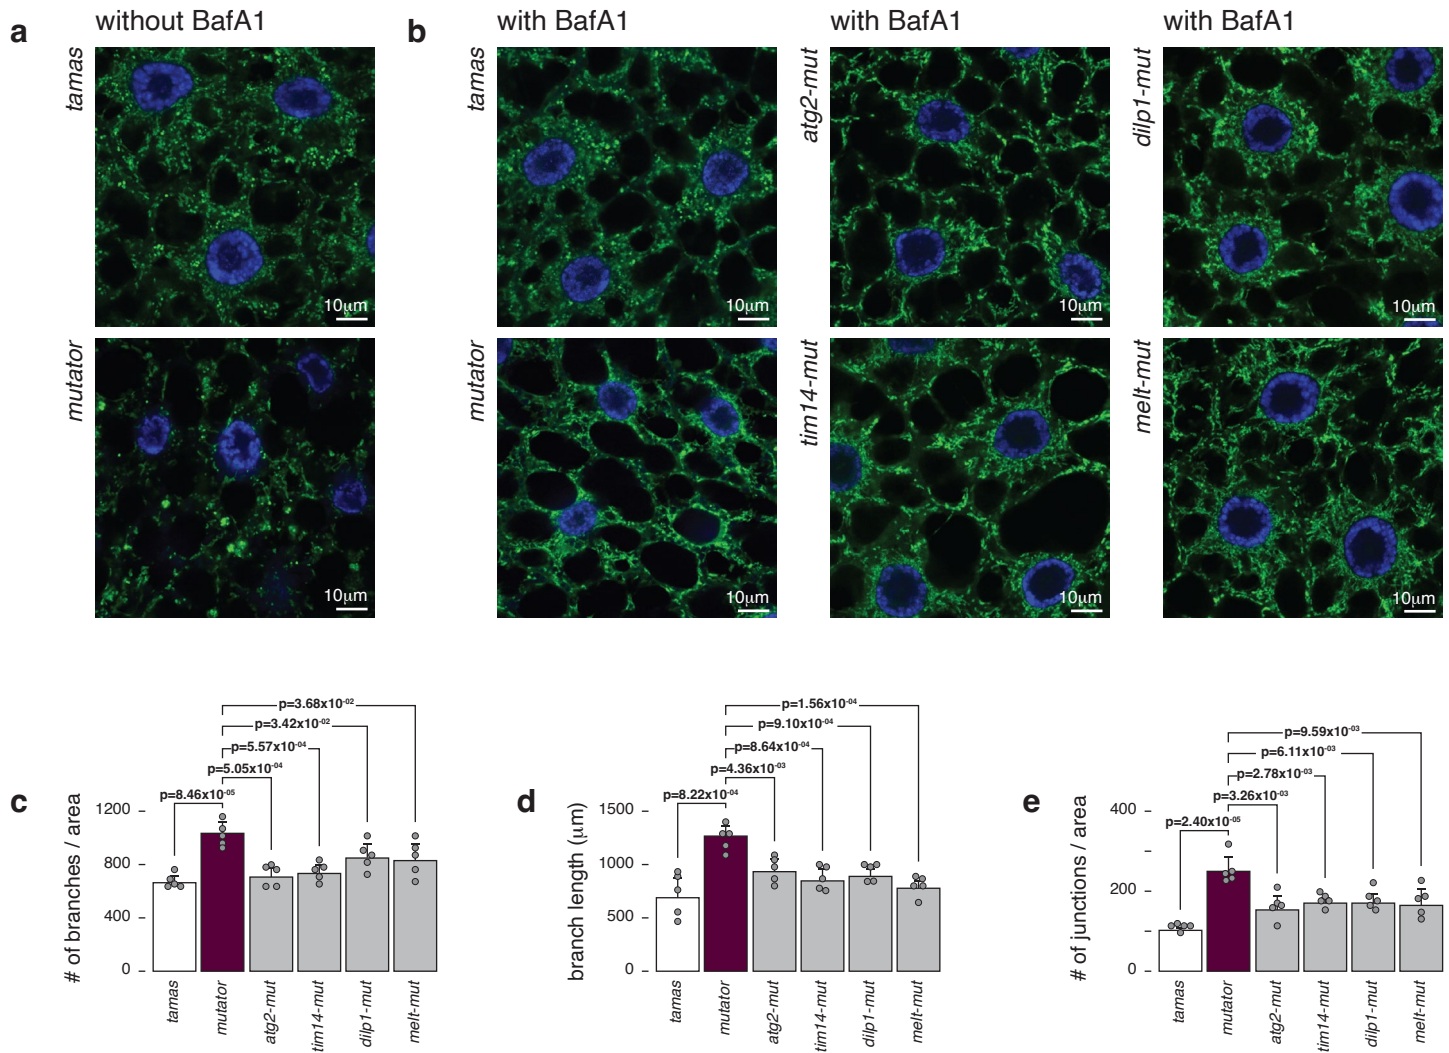 a
without BafA1
b
with BafA1
with BafA1
with BafA1
tamas
10μm
tamas
10μm
atg2-mut
10μm
dilp1-mut
10μm
mutator
10μm
mutator
10μm
tim14-mut
10μm
melt-mut
10μm
c
# of branches / area
p=3.68x10⁻⁰²
p=3.42x10⁻⁰²
p=5.57x10⁻⁰⁴
p=5.05x10⁻⁰⁴
p=8.46x10⁻⁰⁵
1200
800
400
0
tamas
mutator
atg2-mut
tim14-mut
dilp1-mut
melt-mut
d
branch length (μm)
p=1.56x10⁻⁰⁴
p=9.10x10⁻⁰⁴
p=8.64x10⁻⁰⁴
p=4.36x10⁻⁰³
p=8.22x10⁻⁰⁴
1500
1000
500
0
tamas
mutator
atg2-mut
tim14-mut
dilp1-mut
melt-mut
e
# of junctions / area
p=9.59x10⁻⁰³
p=6.11x10⁻⁰³
p=2.78x10⁻⁰³
p=3.26x10⁻⁰³
p=2.40x10⁻⁰⁵
400
200
0
tamas
mutator
atg2-mut
tim14-mut
dilp1-mut
melt-mut